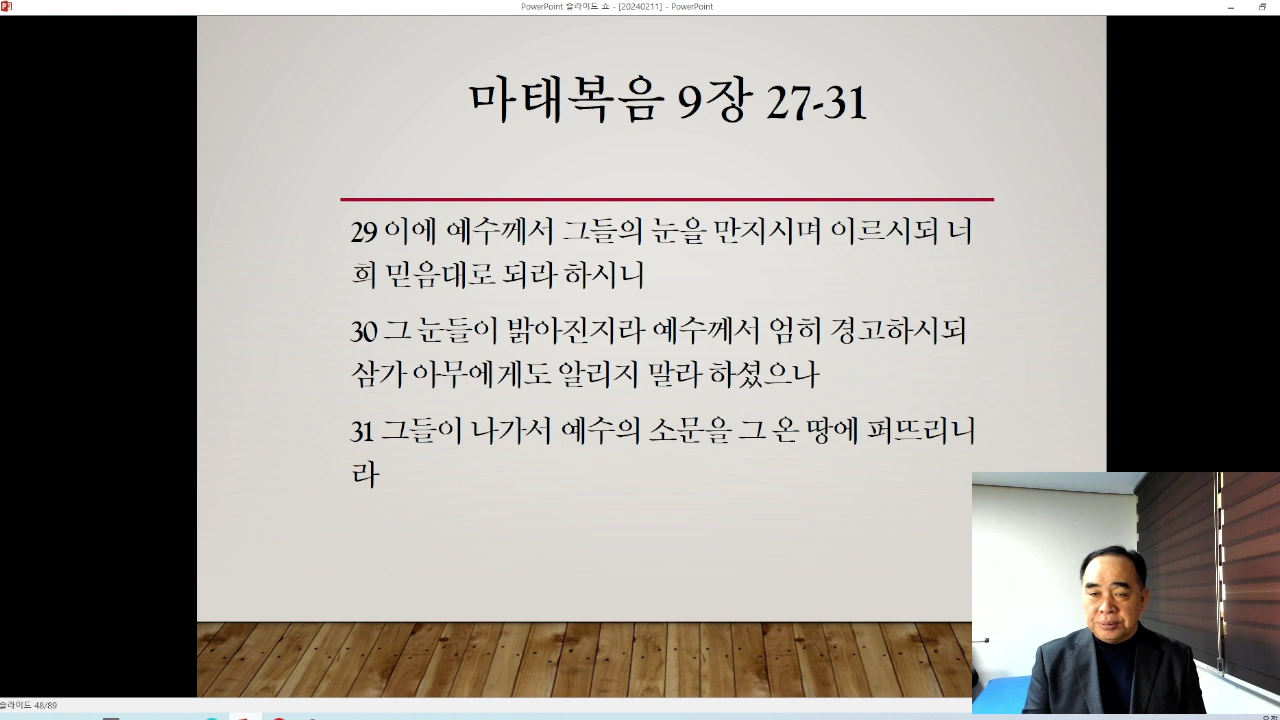 PowerPoint 슬라이드 쇼 - [20240211] - PowerPoint
마태복음 9장 27-31
29 이에 예수께서 그들의 눈을 만지시며 이르시되 너
희 믿음대로 되라 하시니
30 그 눈들이 밝아진지라 예수께서 엄히 경고하시되
삼가 아무에게도 알리지 말라 하셨으나
31 그들이 나가서 예수의 소문을 그 온 땅에 퍼뜨리니
라
슬라이드 48/89